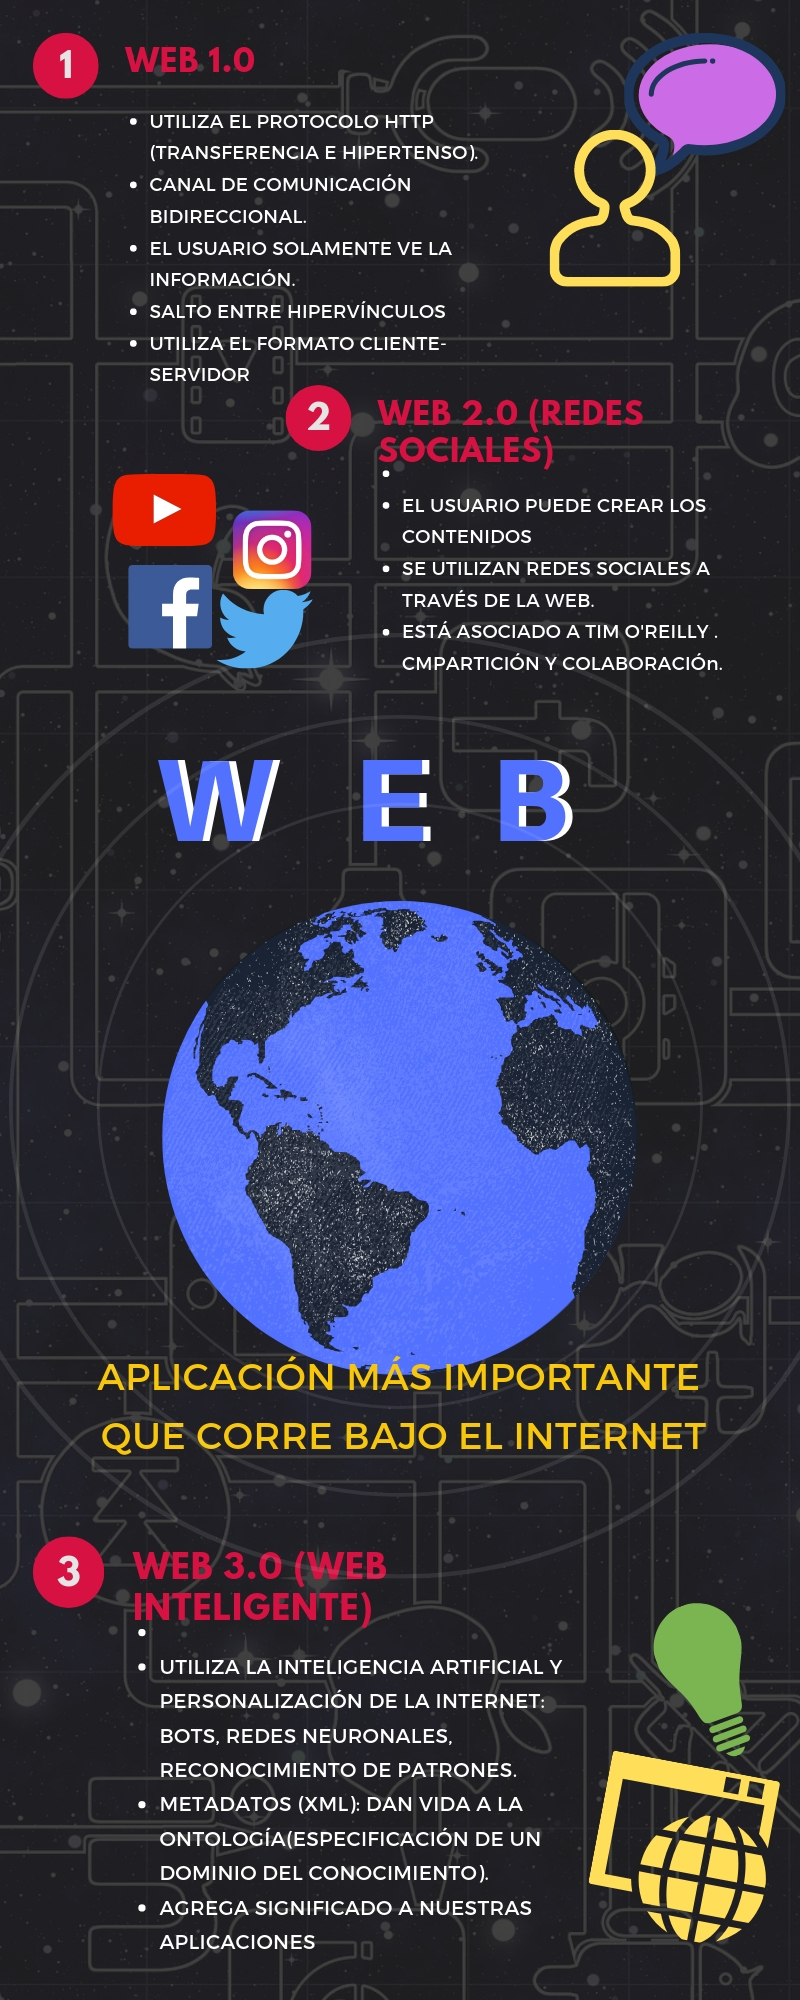 1
WEB 1.0
UTILIZA EL PROTOCOLO HTTP
(TRANSFERENCIA E HIPERTENSO).
CANAL DE COMUNICACIÓN
BIDIRECCIONAL.
EL USUARIO SOLAMENTE VE LA
INFORMACIÓN.
SALTO ENTRE HIPERVÍNCULOS
UTILIZA EL FORMATO CLIENTE-
SERVIDOR
2
WEB 2.0 (REDES
SOCIALES)
EL USUARIO PUEDE CREAR LOS
CONTENIDOS
SE UTILIZAN REDES SOCIALES A
TRAVÉS DE LA WEB.
ESTÁ ASOCIADO A TIM O'REILLY .
CMPARTICIÓN Y COLABORACIÓn.
W E B
APLICACIÓN MÁS IMPORTANTE
QUE CORRE BAJO EL INTERNET
3
WEB 3.0 (WEB
INTELIGENTE)
UTILIZA LA INTELIGENCIA ARTIFICIAL Y
PERSONALIZACIÓN DE LA INTERNET:
BOTS, REDES NEURONALES,
RECONOCIMIENTO DE PATRONES.
METADATOS (XML): DAN VIDA A LA
ONTOLOGÍA(ESPECIFICACIÓN DE UN
DOMINIO DEL CONOCIMIENTO).
AGREGA SIGNIFICADO A NUESTRAS
APLICACIONES